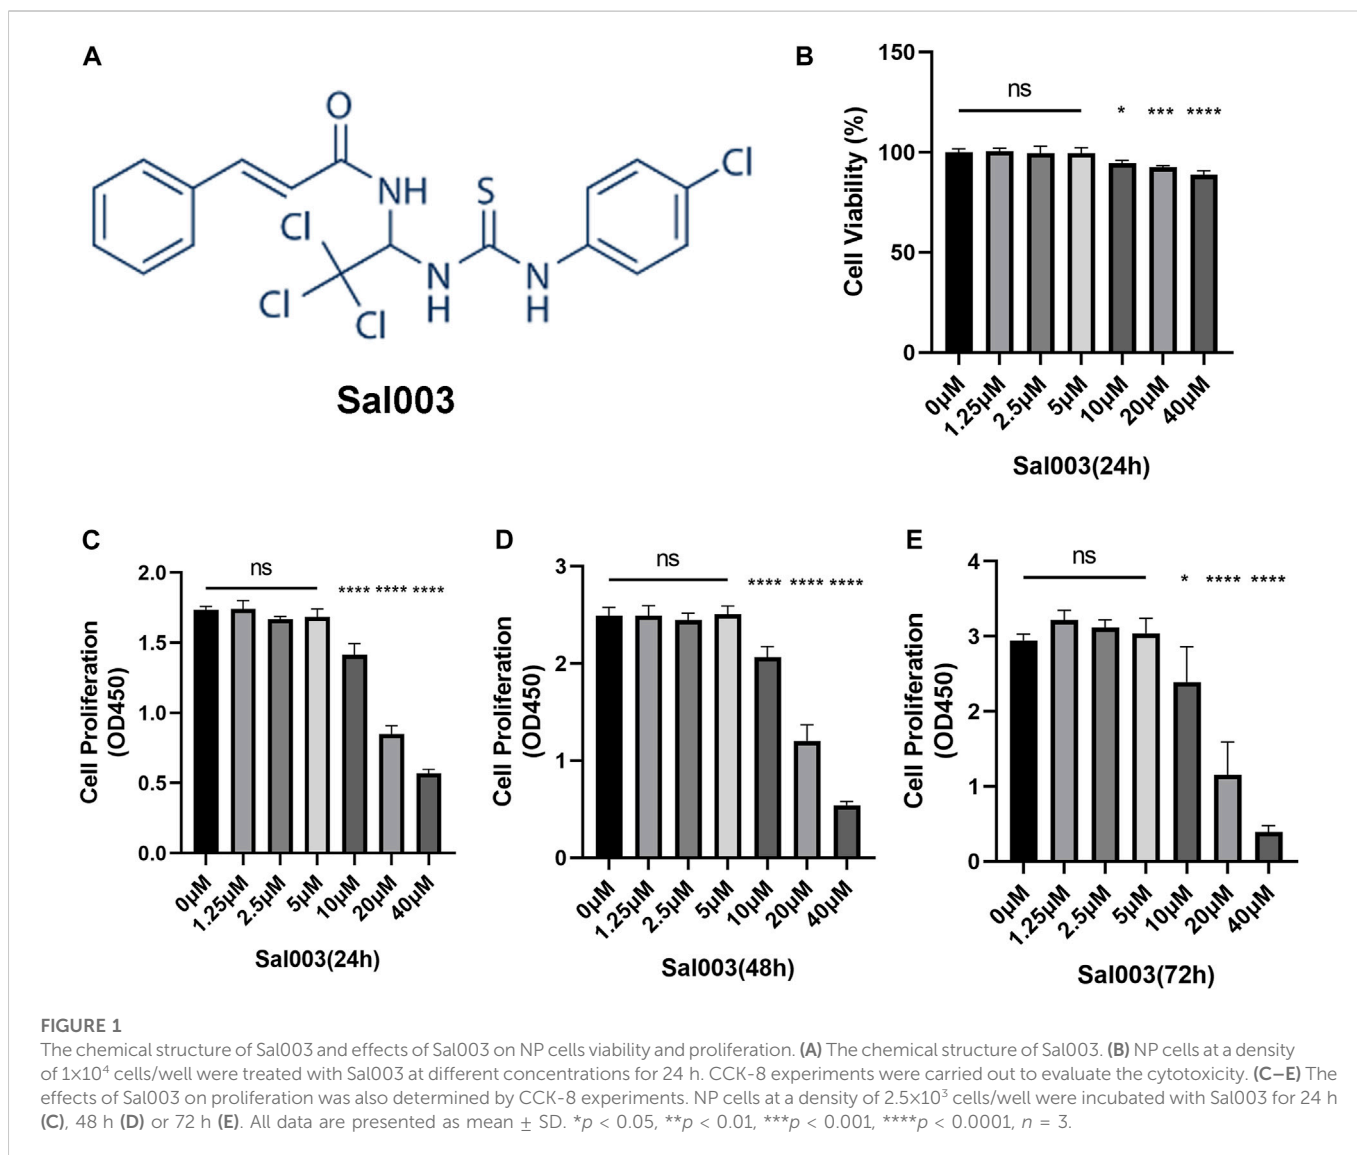 A
O
NH
S
Cl
Cl
Cl
Cl
N
H
N
H
Sal003
B
Cell Viability (%)
150
100
50
0
ns
*
***
****
0µM
1.25µM
2.5µM
5µM
10µM
20µM
40µM
Sal003(24h)
C
Cell Proliferation
(OD450)
2.0
1.5
1.0
0.5
0.0
ns
**** **** ****
0µM
1.25µM
2.5µM
5µM
10µM
20µM
40µM
Sal003(24h)
D
Cell Proliferation
(OD450)
3
2
1
0
ns
**** **** ****
0µM
1.25µM
2.5µM
5µM
10µM
20µM
40µM
Sal003(48h)
E
Cell Proliferation
(OD450)
4
3
2
1
0
ns
* **** ****
0µM
1.25µM
2.5µM
5µM
10µM
20µM
40µM
Sal003(72h)
FIGURE 1
The chemical structure of Sal003 and effects of Sal003 on NP cells viability and proliferation. (A) The chemical structure of Sal003. (B) NP cells at a density
of 1×10⁴ cells/well were treated with Sal003 at different concentrations for 24 h. CCK-8 experiments were carried out to evaluate the cytotoxicity. (C–E) The
effects of Sal003 on proliferation was also determined by CCK-8 experiments. NP cells at a density of 2.5×10³ cells/well were incubated with Sal003 for 24 h
(C), 48 h (D) or 72 h (E). All data are presented as mean ± SD. *p < 0.05, **p < 0.01, ***p < 0.001, ****p < 0.0001, n = 3.